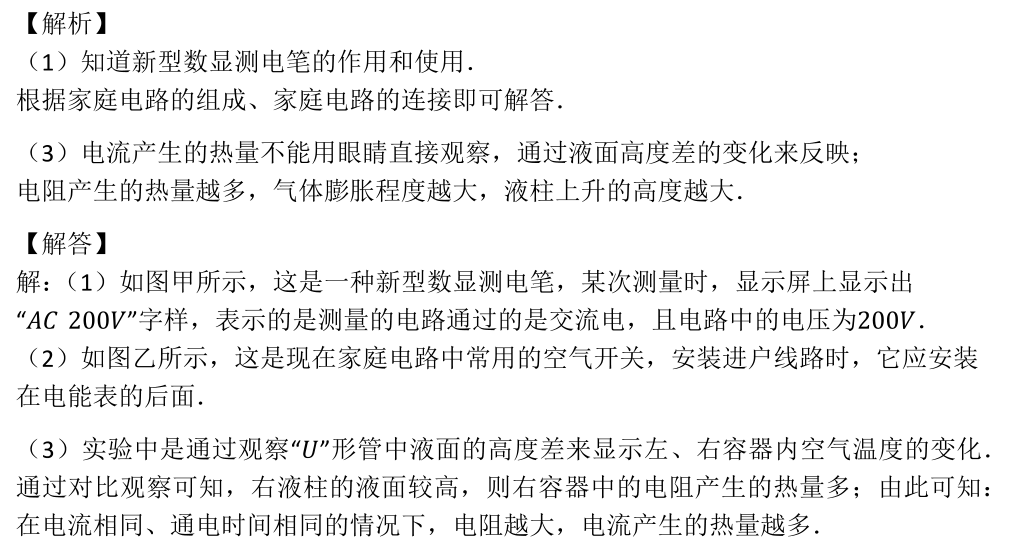 【解析】
（1）知道新型数显测电笔的作用和使用．
根据家庭电路的组成、家庭电路的连接即可解答．
（3）电流产生的热量不能用眼睛直接观察，通过液面高度差的变化来反映；
电阻产生的热量越多，气体膨胀程度越大，液柱上升的高度越大．
【解答】
解：（1）如图甲所示，这是一种新型数显测电笔，某次测量时，显示屏上显示出
“AC 200V”字样，表示的是测量的电路通过的是交流电，且电路中的电压为200V．
（2）如图乙所示，这是现在家庭电路中常用的空气开关，安装进户线路时，它应安装
在电能表的后面．
（3）实验中是通过观察“U”形管中液面的高度差来显示左、右容器内空气温度的变化．
通过对比观察可知，右液柱的液面较高，则右容器中的电阻产生的热量多；由此可知：
在电流相同、通电时间相同的情况下，电阻越大，电流产生的热量越多．